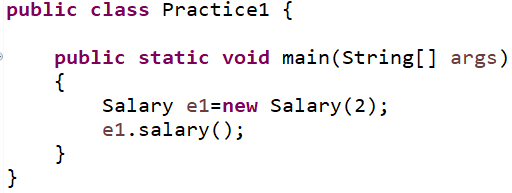 public class Practice1 {
public static void main(String[] args)
{
Salary e1=new Salary(2);
e1.salary();
}
}